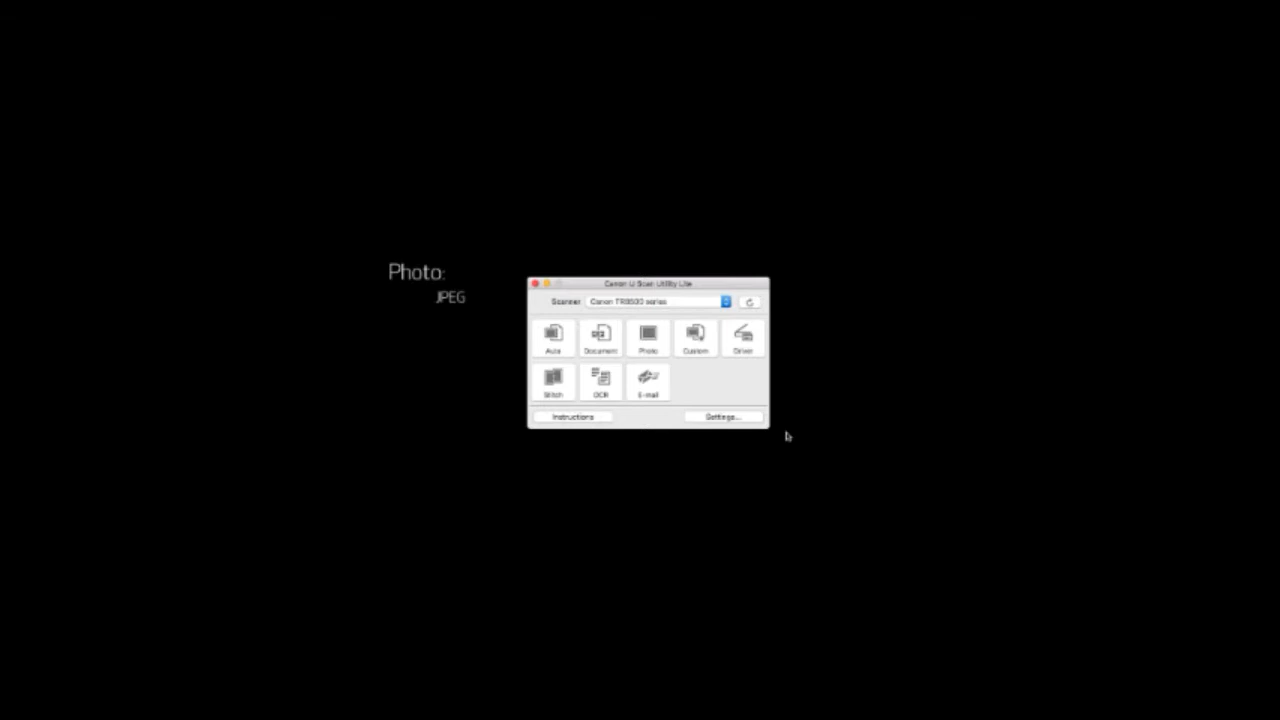 Photo:
JPEG
Canon IJ Scan Utility Lite
Scanner
Canon TR8500 series
Auto
Document
Photo
Custom
Driver
Stitch
OCR
E-mail
Instructions
Settings...